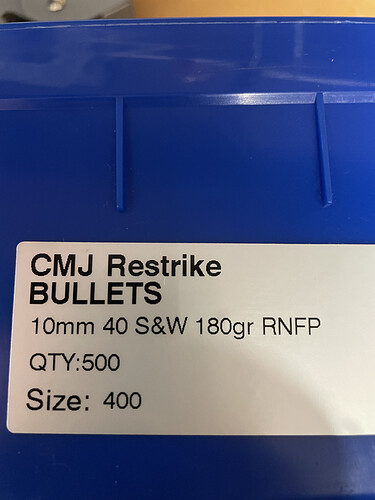 CMJ Restrike
BULLETS
10mm 40 S&W 180gr RNFP
QTY:500
Size: 400